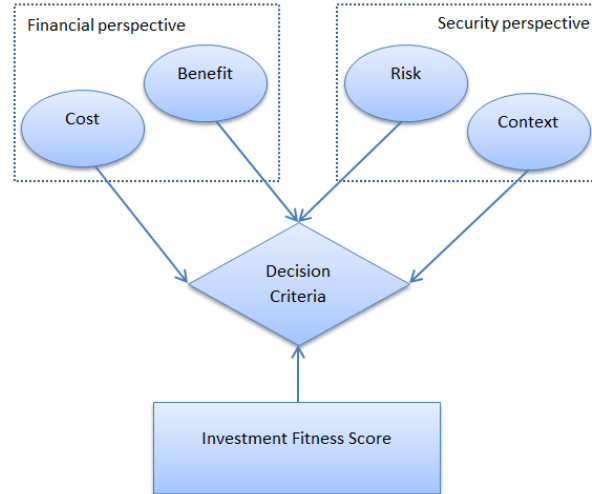 Financial perspective
Security perspective
Benefit
Risk
Cost
Context
Decision
Criteria
Investment Fitness Score